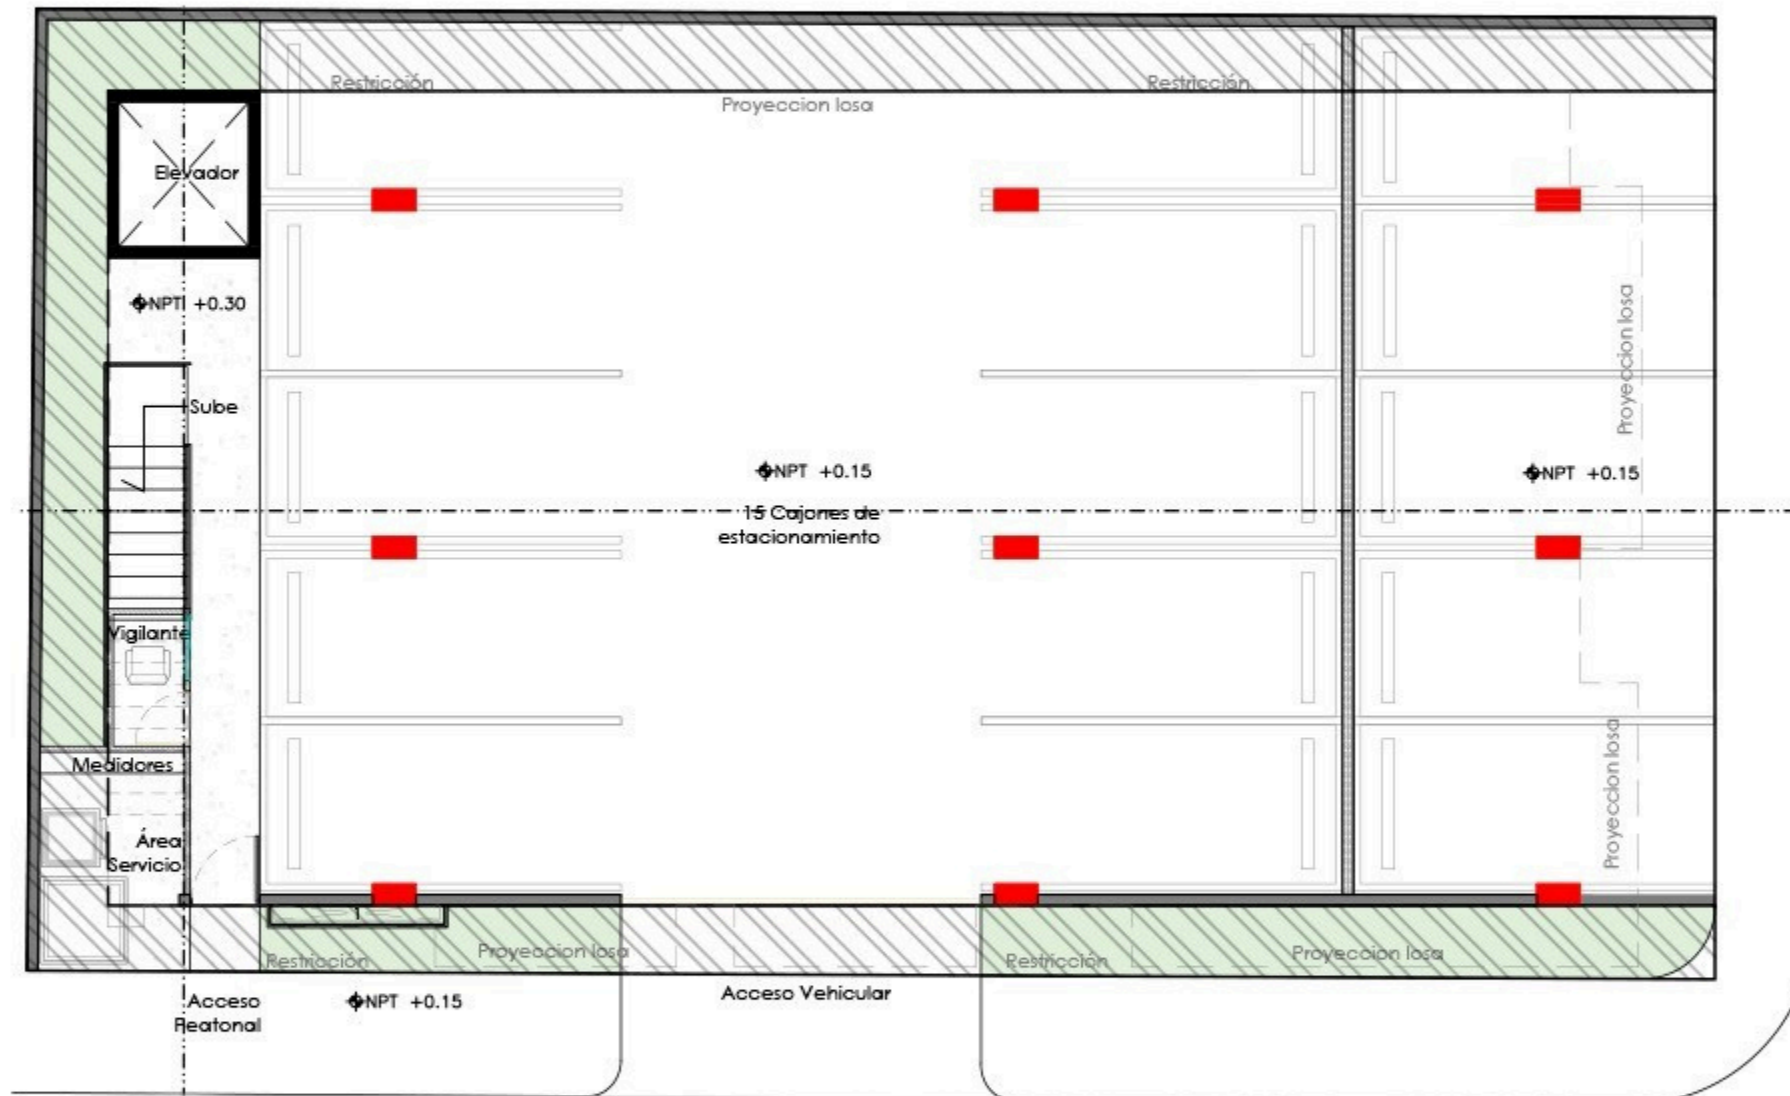 Restricción
Restricción
Proyeccion losa
Elevador
NPT +0.30
Sube
Proyeccion losa
NPT +0.15
NPT +0.15
15 Cajones de
estacionamiento
Vigilante
Medidores
Proyeccion losa
Área
Servicio
Restricción
Proyeccion losa
Restricción
Proyeccion losa
Acceso
Peatonal
NPT +0.15
Acceso Vehicular